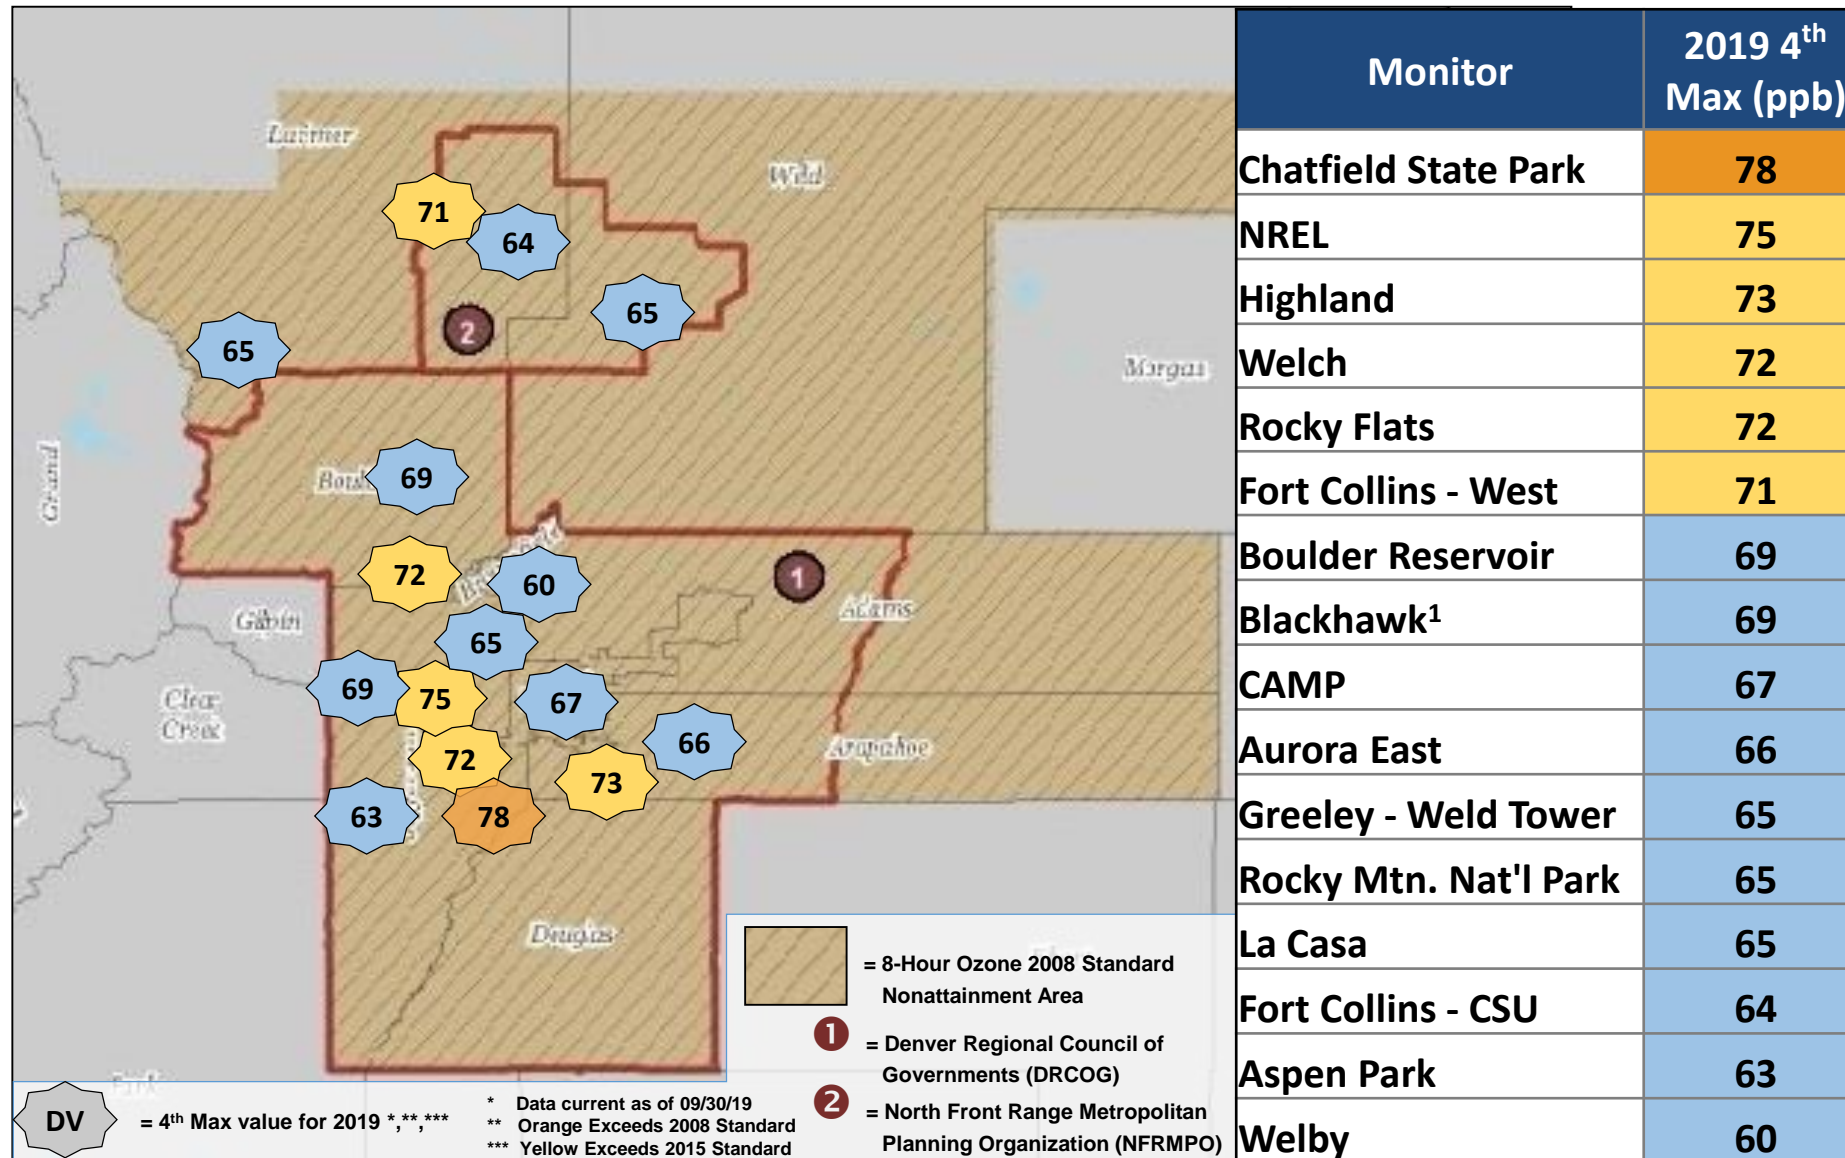 Larimer
Weld
71
64
65
2
65
Morgan
Grand
69
72
60
1
Adams
Gilpin
65
69
75
67
Clear
Creek
72
73
66
Arapahoe
63
78
Douglas
= 8-Hour Ozone 2008 Standard
Nonattainment Area
1 = Denver Regional Council of
Governments (DRCOG)
2 = North Front Range Metropolitan
Planning Organization (NFRMPO)
DV = 4th Max value for 2019 *,**,***
* Data current as of 09/30/19
** Orange Exceeds 2008 Standard
*** Yellow Exceeds 2015 Standard
Monitor 2019 4th
Max (ppb)
Chatfield State Park 78
NREL 75
Highland 73
Welch 72
Rocky Flats 72
Fort Collins - West 71
Boulder Reservoir 69
Blackhawk¹ 69
CAMP 67
Aurora East 66
Greeley - Weld Tower 65
Rocky Mtn. Nat'l Park 65
La Casa 65
Fort Collins - CSU 64
Aspen Park 63
Welby 60